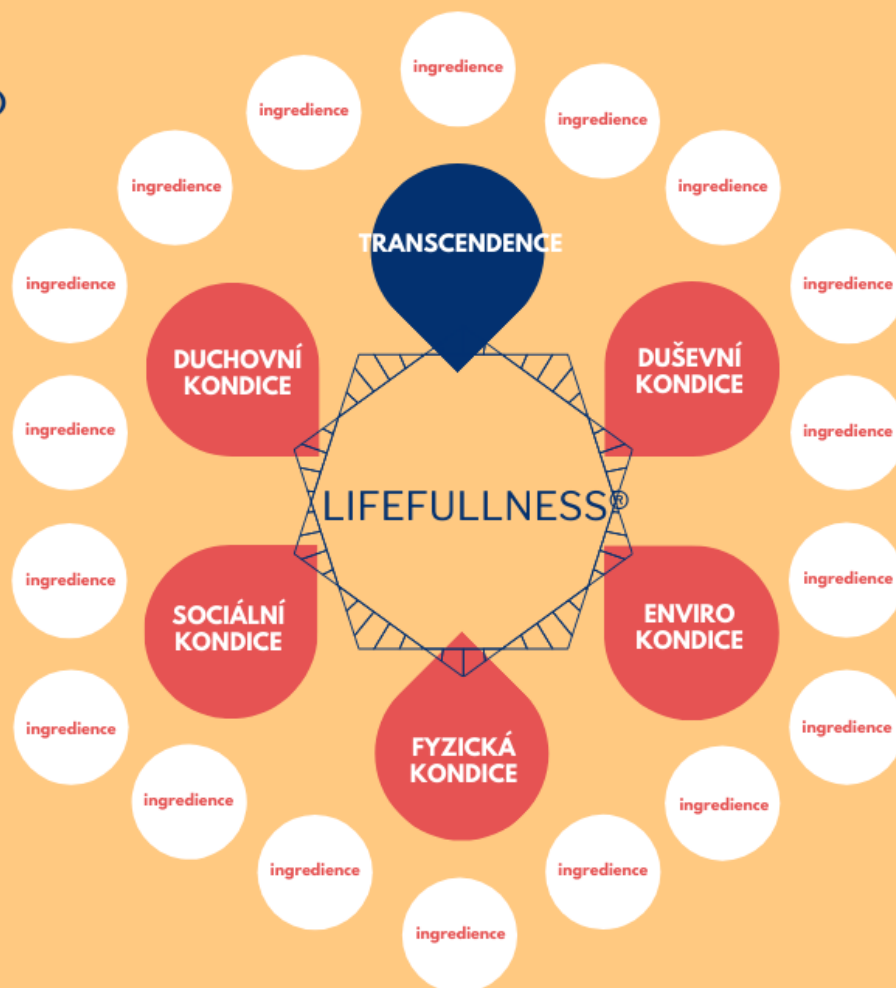 ingredience
ingredience
ingredience
ingredience
ingredience
TRANSCENDENCE
ingredience
ingredience
DUCHOVNÍ
KONDICE
DUŠEVNÍ
KONDICE
ingredience
ingredience
LIFEFULLNESS®
ingredience
ingredience
SOCIÁLNÍ
KONDICE
ENVIRO
KONDICE
ingredience
ingredience
FYZICKÁ
KONDICE
ingredience
ingredience
ingredience
ingredience
ingredience